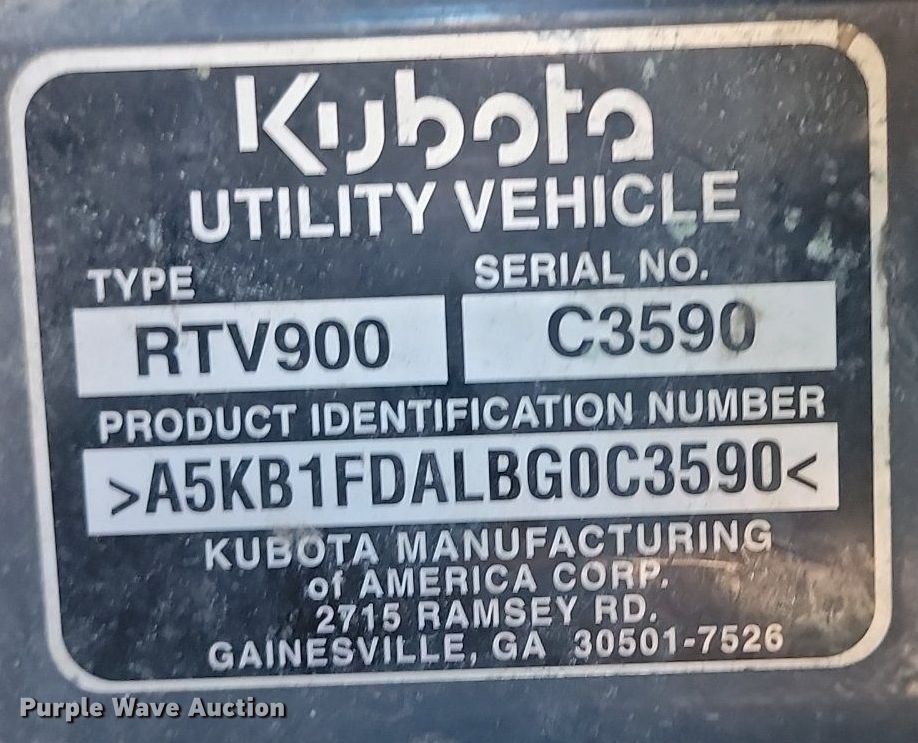 Kubota
UTILITY VEHICLE
TYPE SERIAL NO.
RTV900 C3590
PRODUCT IDENTIFICATION NUMBER
>A5KB1FDALBG0C3590<
KUBOTA MANUFACTURING
of AMERICA CORP.
2715 RAMSEY RD.
GAINESVILLE, GA 30501-7526
Purple Wave Auction